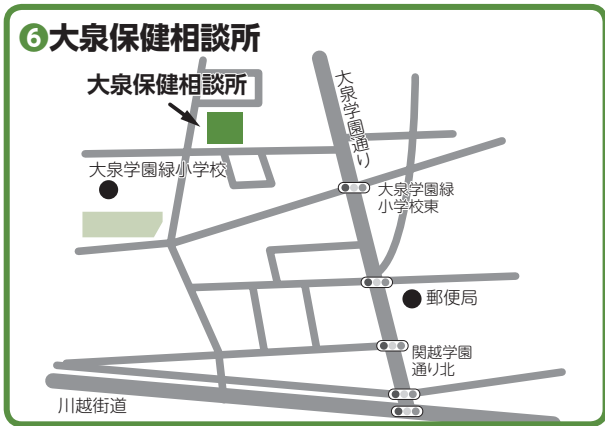 ❻大泉保健相談所
大泉保健相談所
大泉学園通り
大泉学園緑小学校
大泉学園緑
小学校東
郵便局
関越学園
通り北
川越街道